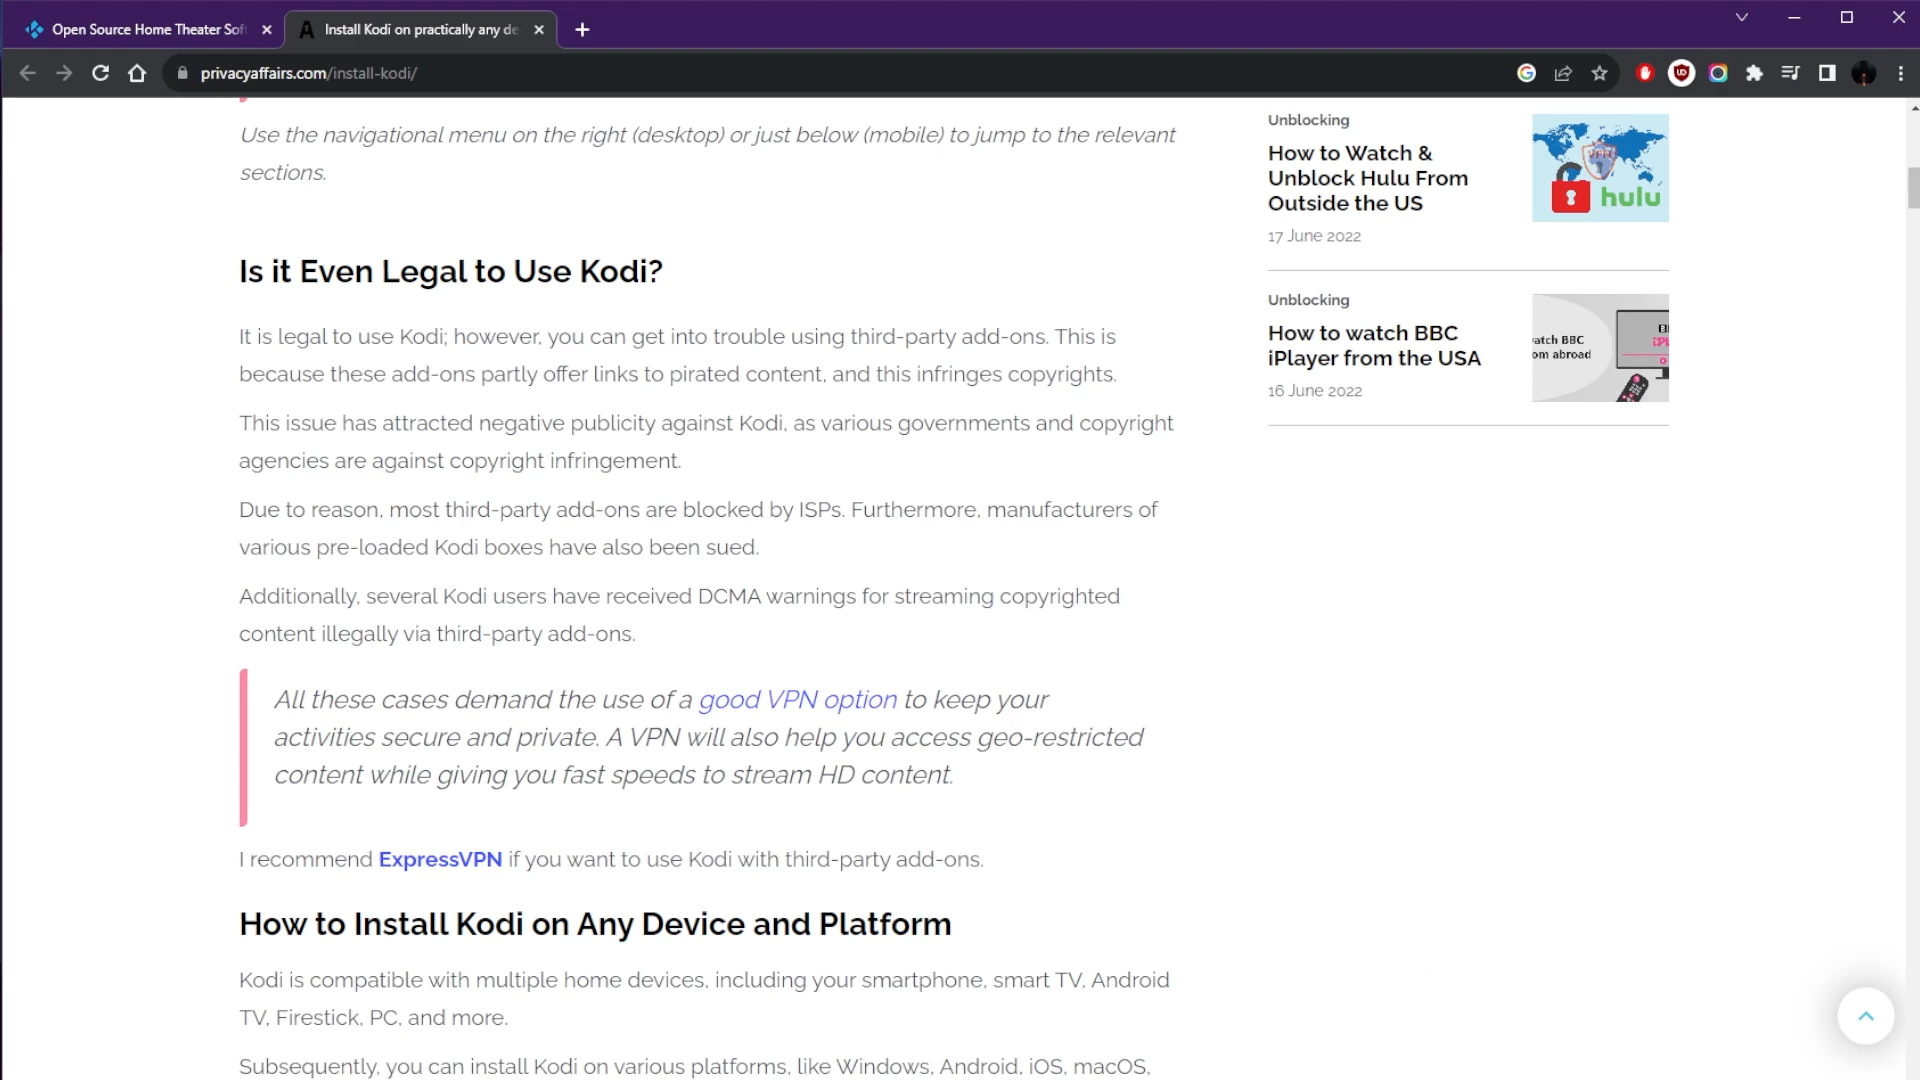 Open Source Home Theater Sof
Install Kodi on practically any de
privacyaffairs.com/install-kodi/
Use the navigational menu on the right (desktop) or just below (mobile) to jump to the relevant
sections.
Is it Even Legal to Use Kodi?
It is legal to use Kodi; however, you can get into trouble using third-party add-ons. This is
because these add-ons partly offer links to pirated content, and this infringes copyrights.
This issue has attracted negative publicity against Kodi, as various governments and copyright
agencies are against copyright infringement.
Due to reason, most third-party add-ons are blocked by ISPs. Furthermore, manufacturers of
various pre-loaded Kodi boxes have also been sued.
Additionally, several Kodi users have received DCMA warnings for streaming copyrighted
content illegally via third-party add-ons.
All these cases demand the use of a good VPN option to keep your
activities secure and private. A VPN will also help you access geo-restricted
content while giving you fast speeds to stream HD content.
I recommend ExpressVPN if you want to use Kodi with third-party add-ons.
How to Install Kodi on Any Device and Platform
Kodi is compatible with multiple home devices, including your smartphone, smart TV, Android
TV, Firestick, PC, and more.
Subsequently, you can install Kodi on various platforms, like Windows, Android, iOS, macOS,
Unblocking
How to Watch &
Unblock Hulu From
Outside the US
17 June 2022
VPN
hulu
Unblocking
How to watch BBC
iPlayer from the USA
16 June 2022
atch BBC
om abroad